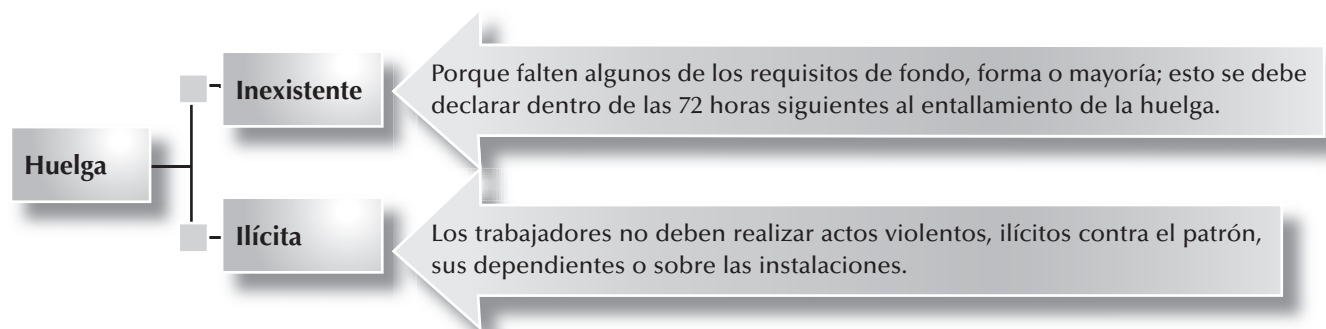 Huelga
Inexistente
Porque falten algunos de los requisitos de fondo, forma o mayoría; esto se debe
declarar dentro de las 72 horas siguientes al entallamiento de la huelga.
Ilícita
Los trabajadores no deben realizar actos violentos, ilícitos contra el patrón,
sus dependientes o sobre las instalaciones.